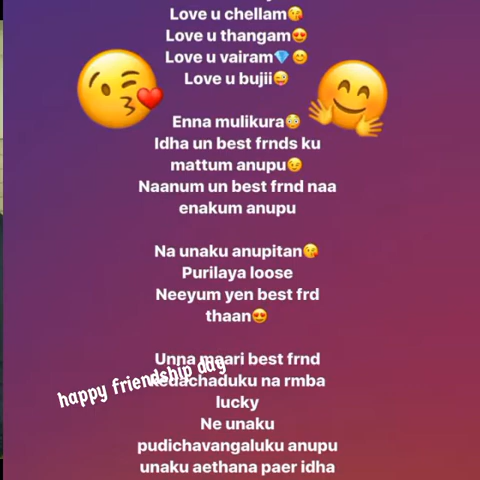 Love u chellam😘
Love u thangam😍
Love u vairam💎😊
Love u bujii😜
Enna mulikura😳
Idha un best frnds ku
mattum anupu😉
Naanum un best frnd naa
enakum anupu
Na unaku anupitan😘
Purilaya loose
Neeyum yen best frd
thaan😍
Unna maari best frnd
kedachaduku na rmba
lucky
Ne unaku
pudichavangaluku anupu
unaku aethana paer idha
happy friendship day